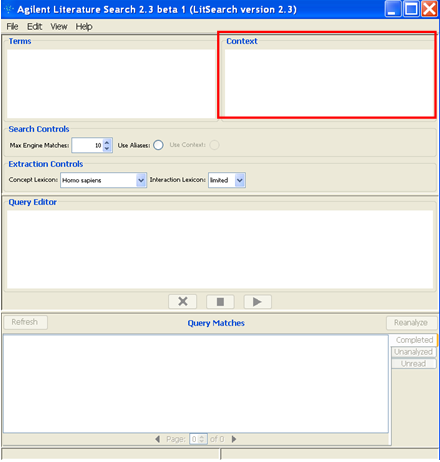 Agilent Literature Search 2.3 beta 1 (LitSearch version 2.3)
File Edit View Help
Terms Context
Search Controls
Max Engine Matches: 10 Use Aliases: Use Context:
Extraction Controls
Concept Lexicon: Homo sapiens Interaction Lexicon: limited
Query Editor
Refresh Query Matches Reanalyze
Completed
Unanalyzed
Unread
Page: 0 of 0